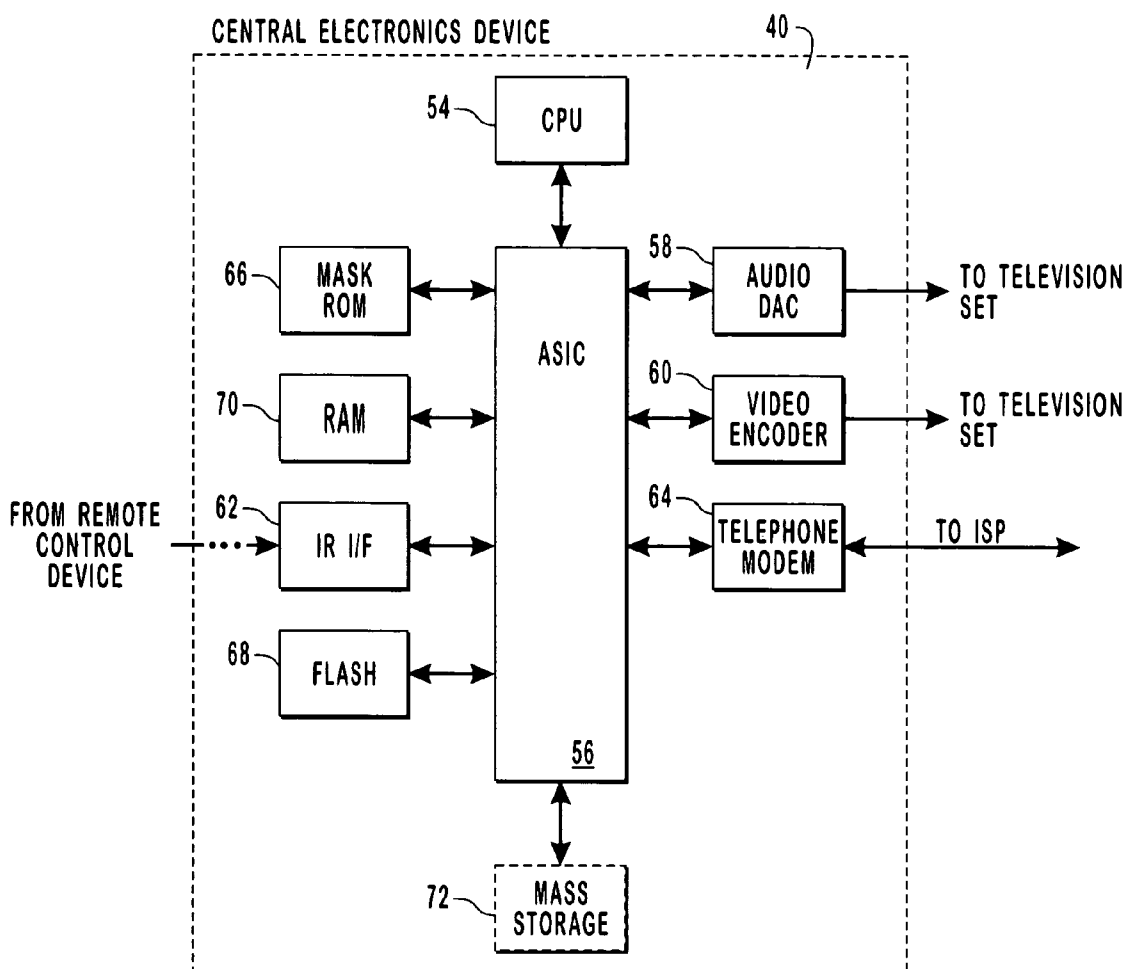 CENTRAL ELECTRONICS DEVICE
40
54
CPU
66
MASK
ROM
58
AUDIO
DAC
TO TELEVISION
SET
ASIC
70
RAM
60
VIDEO
ENCODER
TO TELEVISION
SET
FROM REMOTE
CONTROL
DEVICE
62
IR I/F
64
TELEPHONE
MODEM
TO ISP
68
FLASH
56
72
MASS
STORAGE